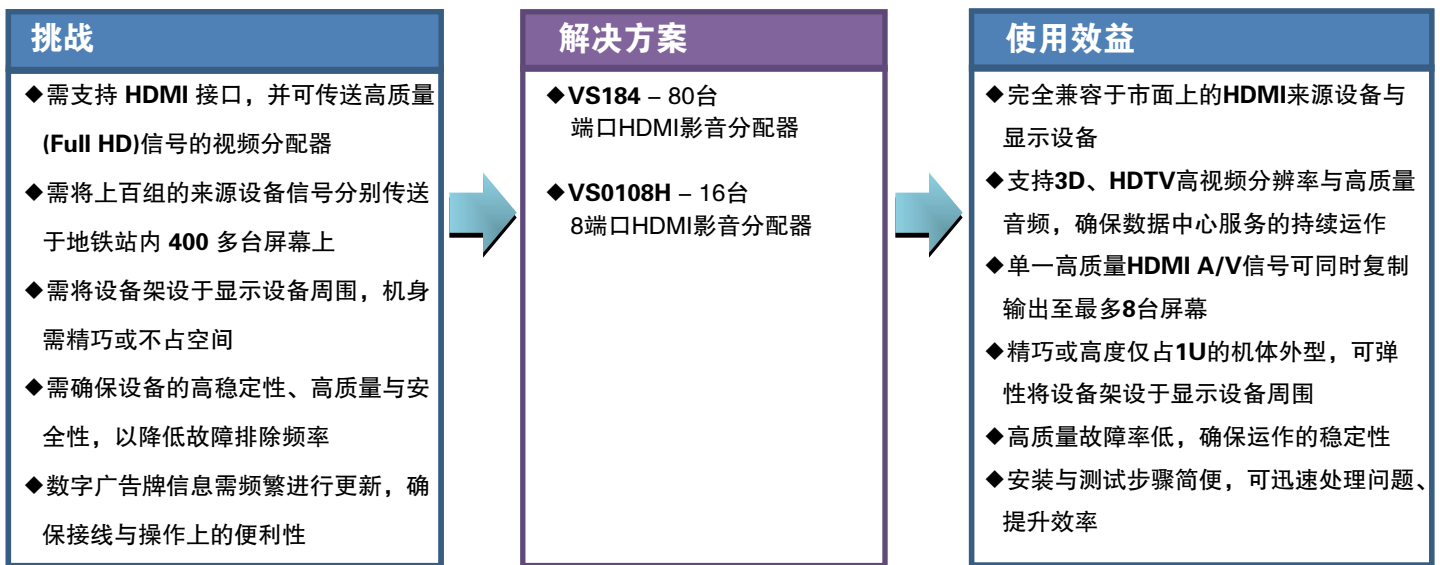 挑战
◆需支持 HDMI 接口，并可传送高质量
(Full HD)信号的视频分配器
◆需将上百组的来源设备信号分别传送
于地铁站内 400 多台屏幕上
◆需将设备架设于显示设备周围，机身
需精巧或不占空间
◆需确保设备的高稳定性、高质量与安
全性，以降低故障排除频率
◆数字广告牌信息需频繁进行更新，确
保接线与操作上的便利性
解决方案
◆VS184 – 80台
端口HDMI影音分配器
◆VS0108H – 16台
8端口HDMI影音分配器
使用效益
◆完全兼容于市面上的HDMI来源设备与
显示设备
◆支持3D、HDTV高视频分辨率与高质量
音频，确保数据中心服务的持续运作
◆单一高质量HDMI A/V信号可同时复制
输出至最多8台屏幕
◆精巧或高度仅占1U的机体外型，可弹
性将设备架设于显示设备周围
◆高质量故障率低，确保运作的稳定性
◆安装与测试步骤简便，可迅速处理问题、
提升效率